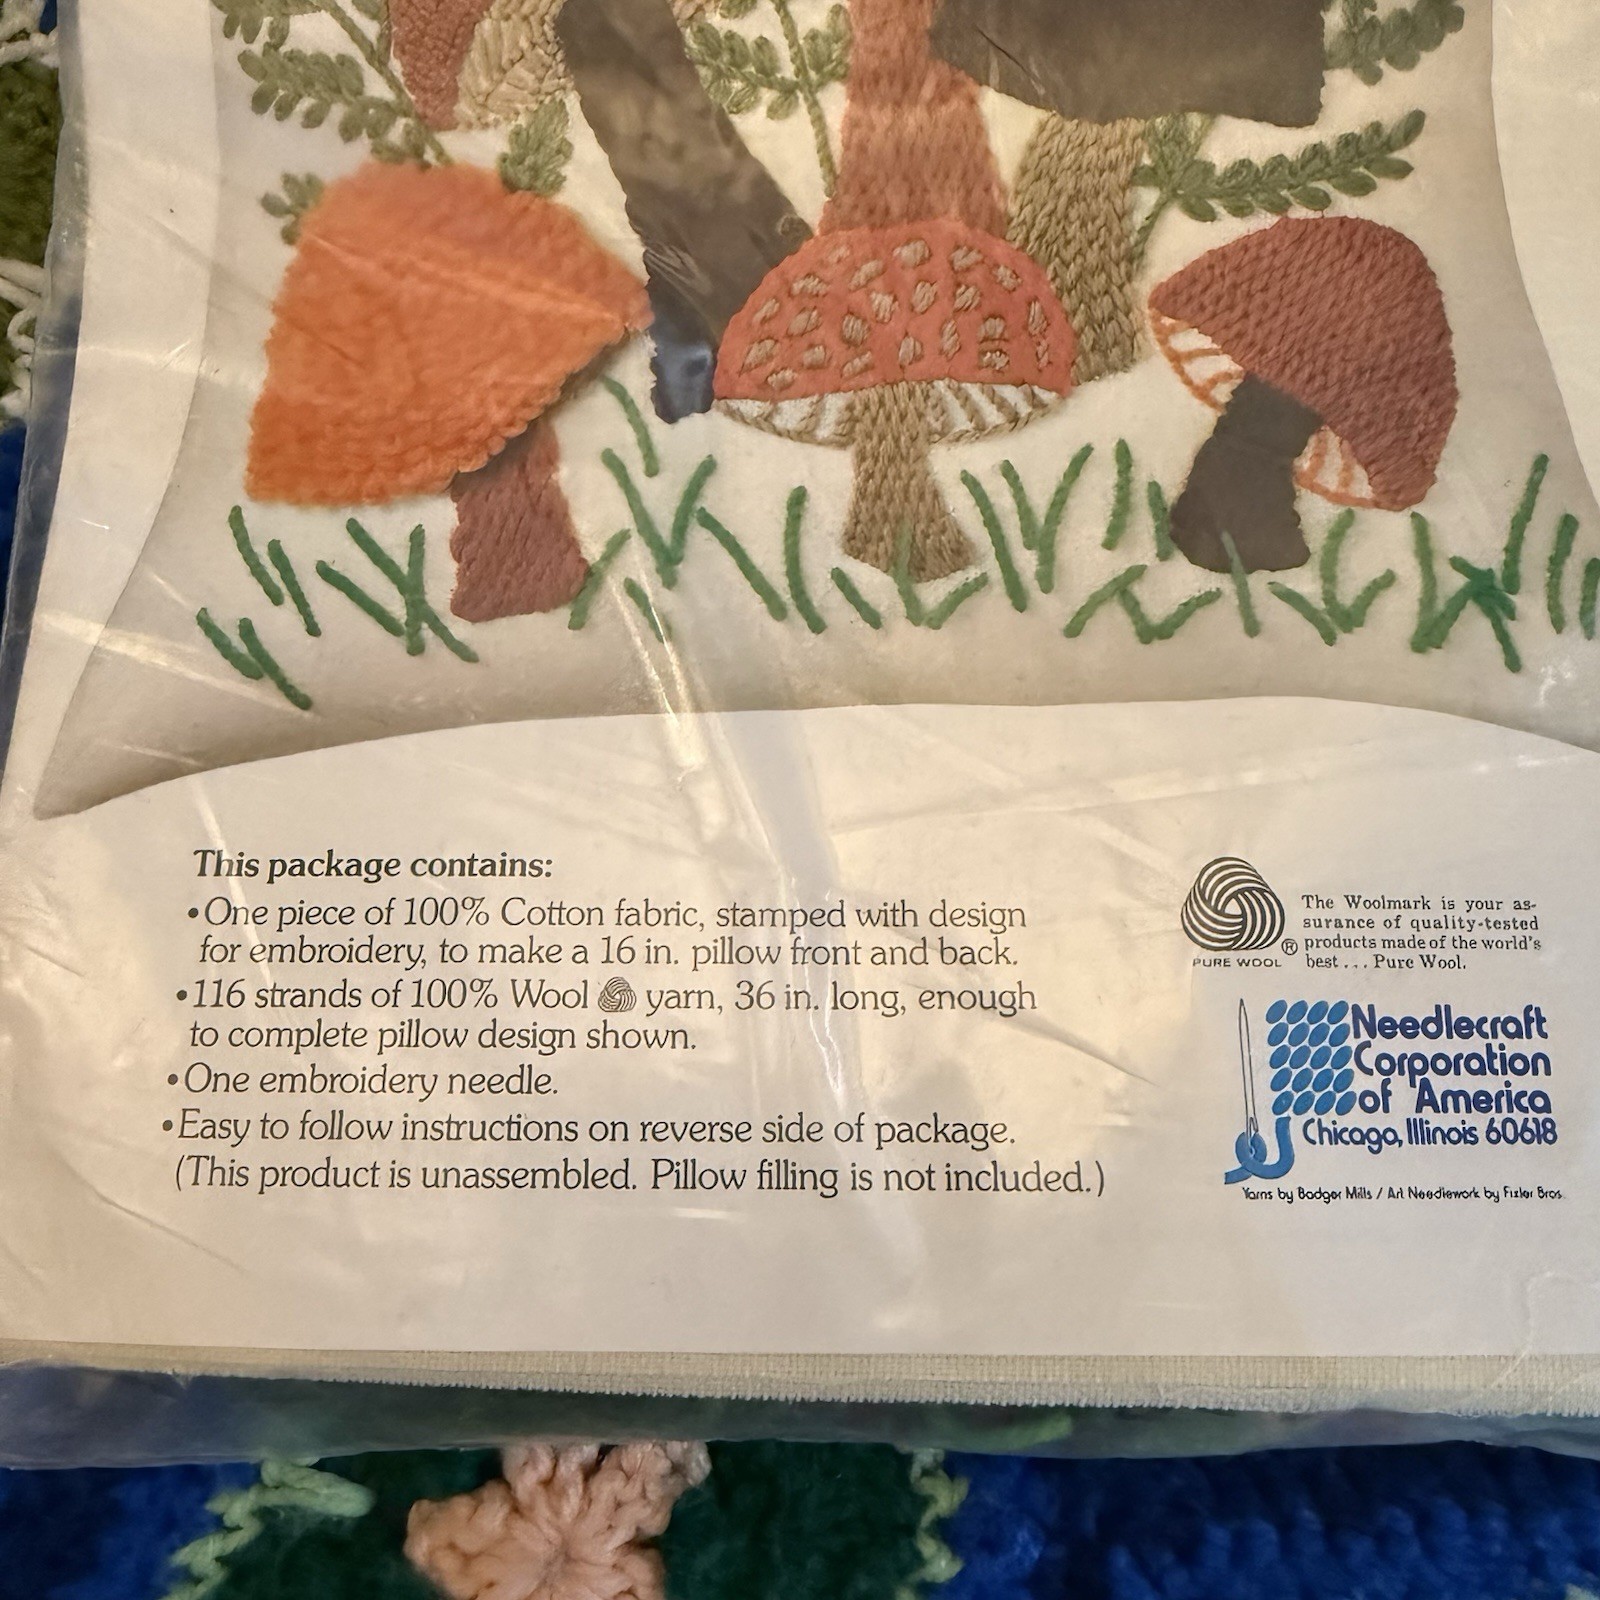 This package contains:
•One piece of 100% Cotton fabric, stamped with design
for embroidery, to make a 16 in. pillow front and back.
•116 strands of 100% Wool yarn, 36 in. long, enough
to complete pillow design shown.
•One embroidery needle.
•Easy to follow instructions on reverse side of package.
(This product is unassembled. Pillow filling is not included.)
PURE WOOL ®
The Woolmark is your as-
surance of quality-tested
products made of the world's
best... Pure Wool.
Needlecraft
Corporation
of America
Chicago, Illinois 60618
Yarns by Badger Mills / Art Needlework by Fizler Bros.